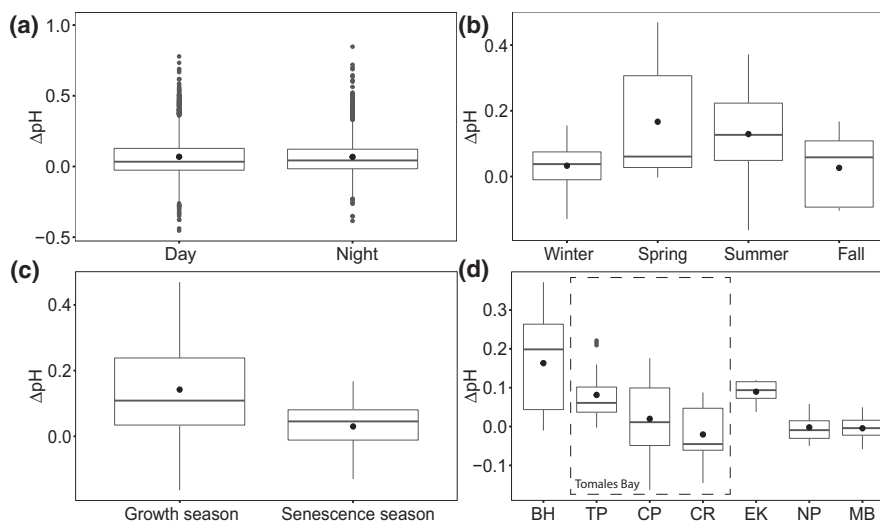 (a)
1.0
0.5
0.0
−0.5
ΔpH
Day Night
(b)
0.4
0.2
0.0
ΔpH
Winter Spring Summer Fall
(c)
0.4
0.2
0.0
ΔpH
Growth season Senescence season
(d)
0.3
0.2
0.1
0.0
−0.1
ΔpH
Tomales Bay
BH TP CP CR EK NP MB